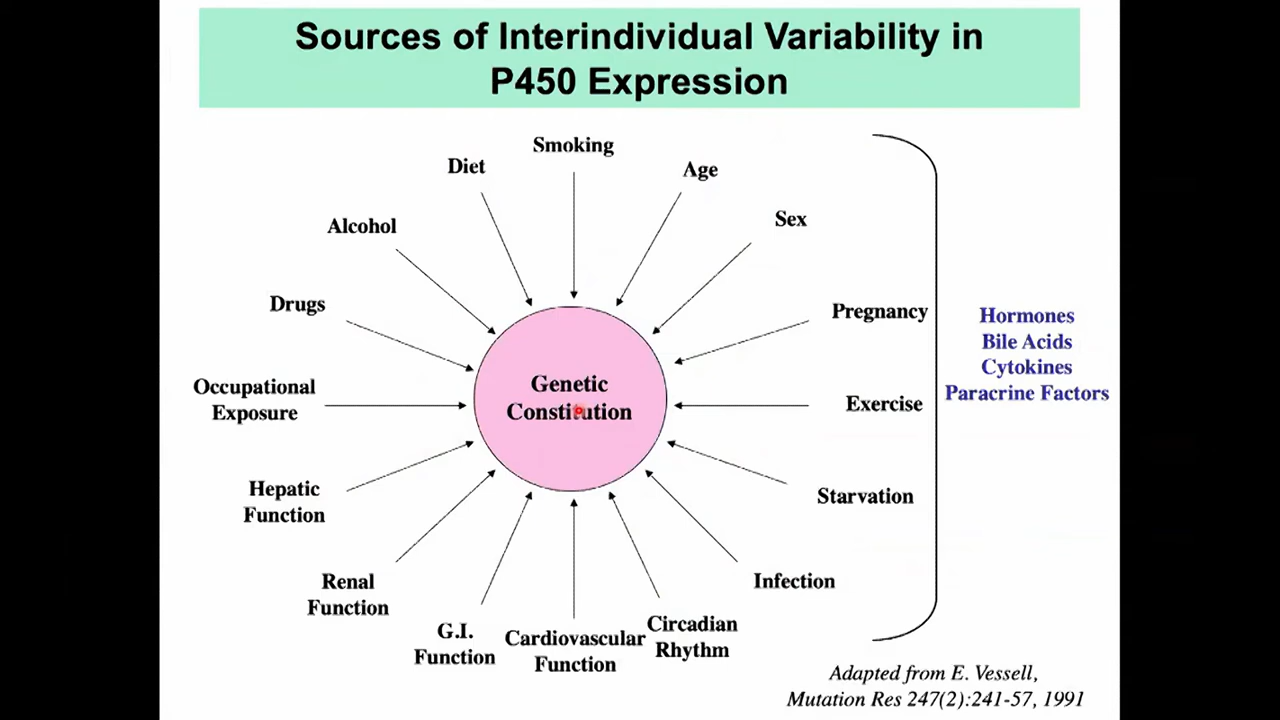 Sources of Interindividual Variability in
P450 Expression
Smoking
Diet
Age
Alcohol
Sex
Drugs
Pregnancy
Occupational
Exposure
Genetic
Constitution
Exercise
Hepatic
Function
Starvation
Renal
Function
Infection
G.I.
Function
Cardiovascular
Function
Circadian
Rhythm
Hormones
Bile Acids
Cytokines
Paracrine Factors
Adapted from E. Vessell,
Mutation Res 247(2):241-57, 1991